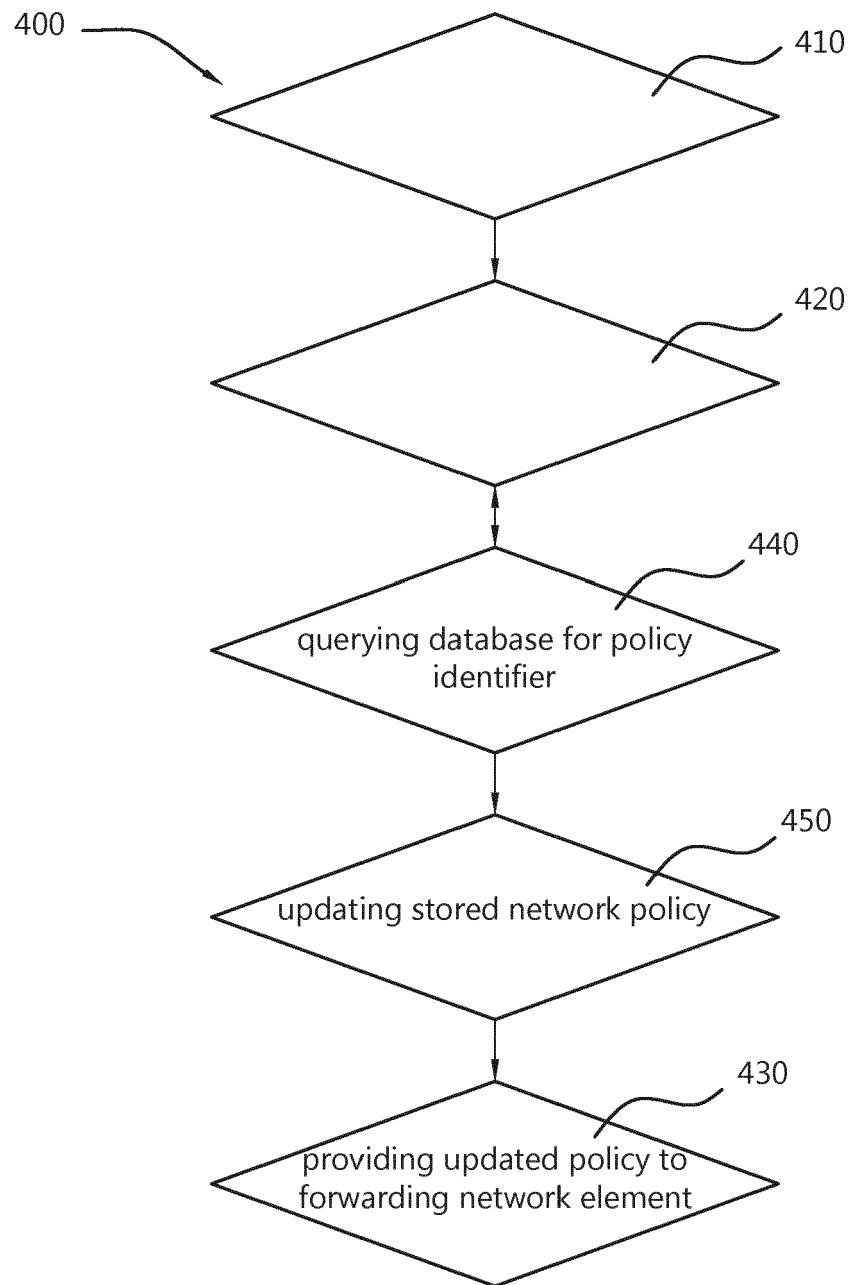 400
410
420
440
querying database for policy
identifier
450
updating stored network policy
430
providing updated policy to
forwarding network element